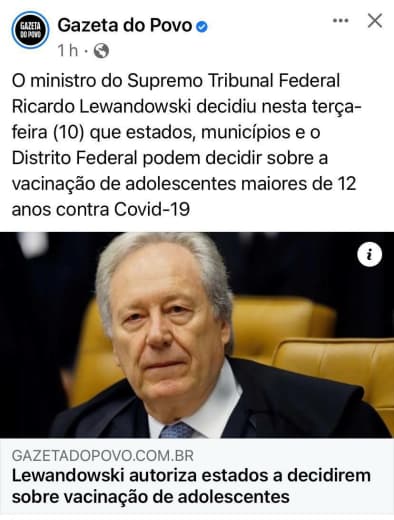 GAZETA
DO POVO
Gazeta do Povo
1 h ·
O ministro do Supremo Tribunal Federal
Ricardo Lewandowski decidiu nesta terça-
feira (10) que estados, municípios e o
Distrito Federal podem decidir sobre a
vacinação de adolescentes maiores de 12
anos contra Covid-19
i
GAZETADOPOVO.COM.BR
Lewandowski autoriza estados a decidirem
sobre vacinação de adolescentes